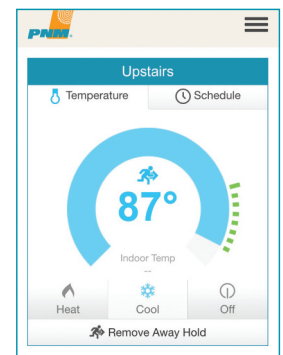 PNM.
Upstairs
Temperature Schedule
87°
Indoor Temp
--
Heat Cool Off
Remove Away Hold